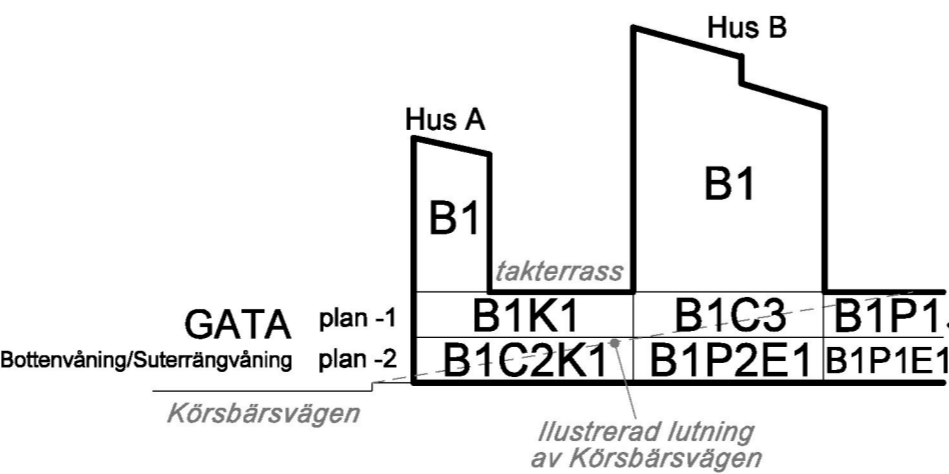 Hus B
Hus A
B1
B1
takterrass
GATA plan -1 B1K1 B1C3 B1P1
Bottenvåning/Suterrängvåning plan -2 B1C2K1 B1P2E1 B1P1E1
Körsbärsvägen
Ilustrerad lutning
av Körsbärsvägen